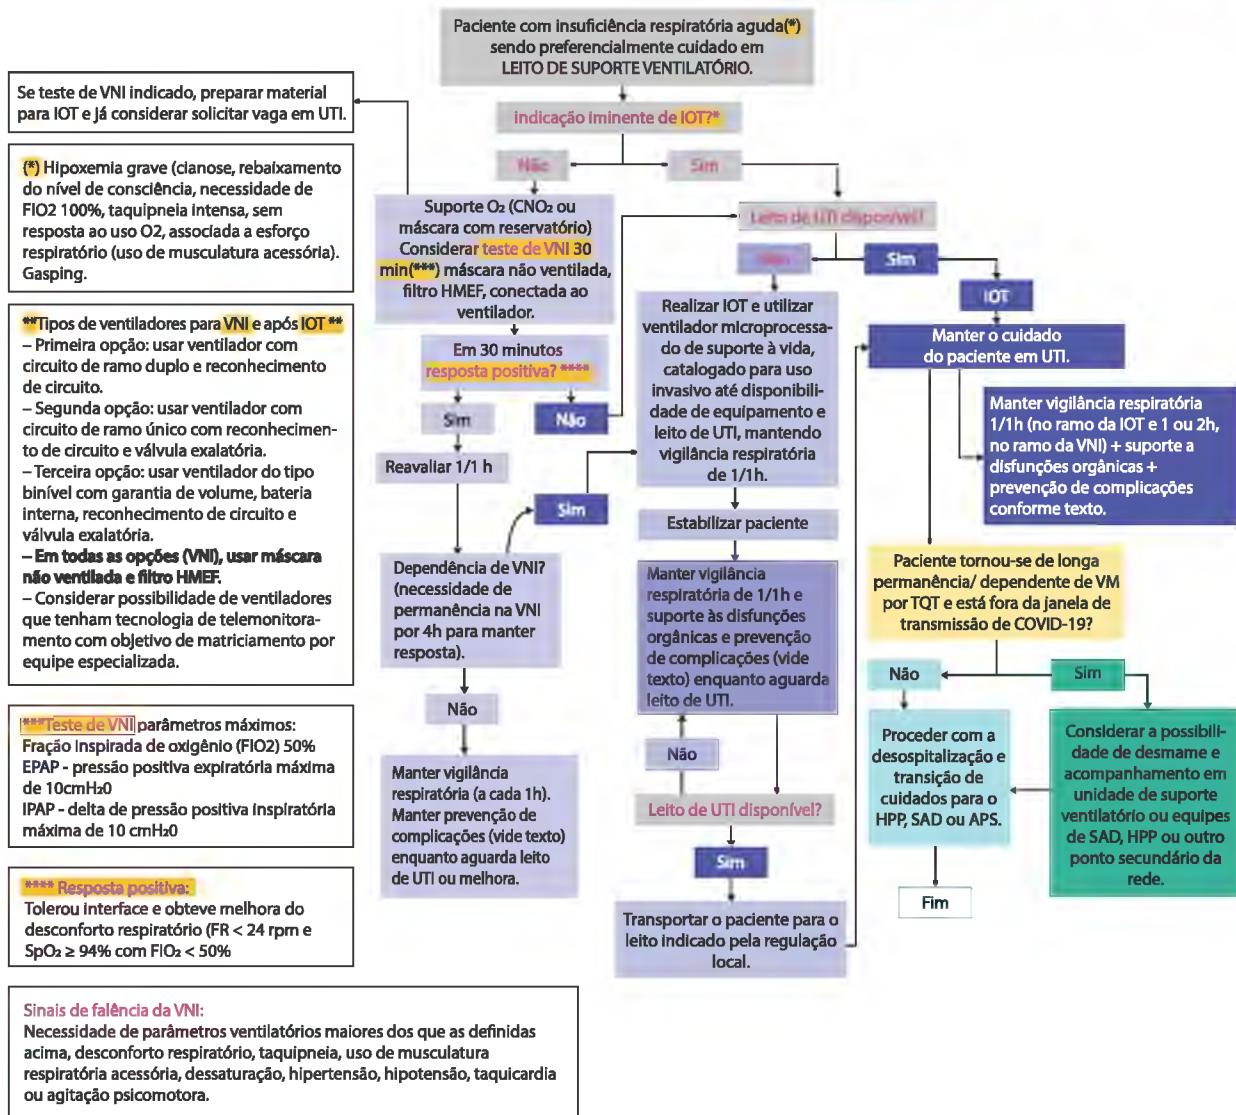 Paciente com insuficiência respiratória aguda(*)
sendo preferencialmente cuidado em
LEITO DE SUPORTE VENTILATÓRIO.
Se teste de VNI indicado, preparar material
para IOT e já considerar solicitar vaga em UTI.
indicação iminente de IOT?*
Não
Sim
(*) Hipoxemia grave (cianose, rebaixamento
do nível de consciência, necessidade de
FIO2 100%, taquipneia intensa, sem
resposta ao uso O2, associada a esforço
respiratório (uso de musculatura acessória).
Gasping.
Suporte O₂ (CNO₂ ou
máscara com reservatório)
Considerar teste de VNI 30
min(***) máscara não ventilada,
filtro HMEF, conectada ao
ventilador.
Leito de UTI disponível?
Não
Sim
IOT
**Tipos de ventiladores para VNI e após IOT **
– Primeira opção: usar ventilador com
circuito de ramo duplo e reconhecimento
de circuito.
– Segunda opção: usar ventilador com
circuito de ramo único com reconhecimen-
to de circuito e válvula exalatória.
– Terceira opção: usar ventilador do tipo
binível com garantia de volume, bateria
interna, reconhecimento de circuito e
válvula exalatória.
– Em todas as opções (VNI), usar máscara
não ventilada e filtro HMEF.
– Considerar possibilidade de ventiladores
que tenham tecnologia de telemonitora-
mento com objetivo de matriciamento por
equipe especializada.
Em 30 minutos
resposta positiva? ****
Sim
Não
Reavaliar 1/1 h
Sim
Dependência de VNI?
(necessidade de
permanência na VNI
por 4h para manter
resposta).
Não
Manter vigilância
respiratória (a cada 1h).
Manter prevenção de
complicações (vide texto)
enquanto aguarda leito
de UTI ou melhora.
Realizar IOT e utilizar
ventilador microprocessa-
do de suporte à vida,
catalogado para uso
invasivo até disponibili-
dade de equipamento e
leito de UTI, mantendo
vigilância respiratória
de 1/1h.
Estabilizar paciente
Manter vigilância
respiratória de 1/1h e
suporte às disfunções
orgânicas e prevenção
de complicações (vide
texto) enquanto aguarda
leito de UTI.
Não
Leito de UTI disponível?
Sim
Transportar o paciente para o
leito indicado pela regulação
local.
Manter o cuidado
do paciente em UTI.
Manter vigilância respiratória
1/1h (no ramo da IOT e 1 ou 2h,
no ramo da VNI) + suporte a
disfunções orgânicas +
prevenção de complicações
conforme texto.
Paciente tornou-se de longa
permanência/ dependente de VM
por TQT e está fora da janela de
transmissão de COVID-19?
Não
Sim
Proceder com a
desospitalização e
transição de
cuidados para o
HPP, SAD ou APS.
Considerar a possibili-
dade de desmame e
acompanhamento em
unidade de suporte
ventilatório ou equipes
de SAD, HPP ou outro
ponto secundário da
rede.
Fim
***Teste de VNI parâmetros máximos:
Fração Inspirada de oxigênio (FIO2) 50%
EPAP - pressão positiva expiratória máxima
de 10cmH₂0
IPAP - delta de pressão positiva inspiratória
máxima de 10 cmH₂0
**** Resposta positiva:
Tolerou interface e obteve melhora do
desconforto respiratório (FR < 24 rpm e
SpO₂ ≥ 94% com FIO₂ < 50%
Sinais de falência da VNI:
Necessidade de parâmetros ventilatórios maiores dos que as definidas
acima, desconforto respiratório, taquipneia, uso de musculatura
respiratória acessória, dessaturação, hipertensão, hipotensão, taquicardia
ou agitação psicomotora.